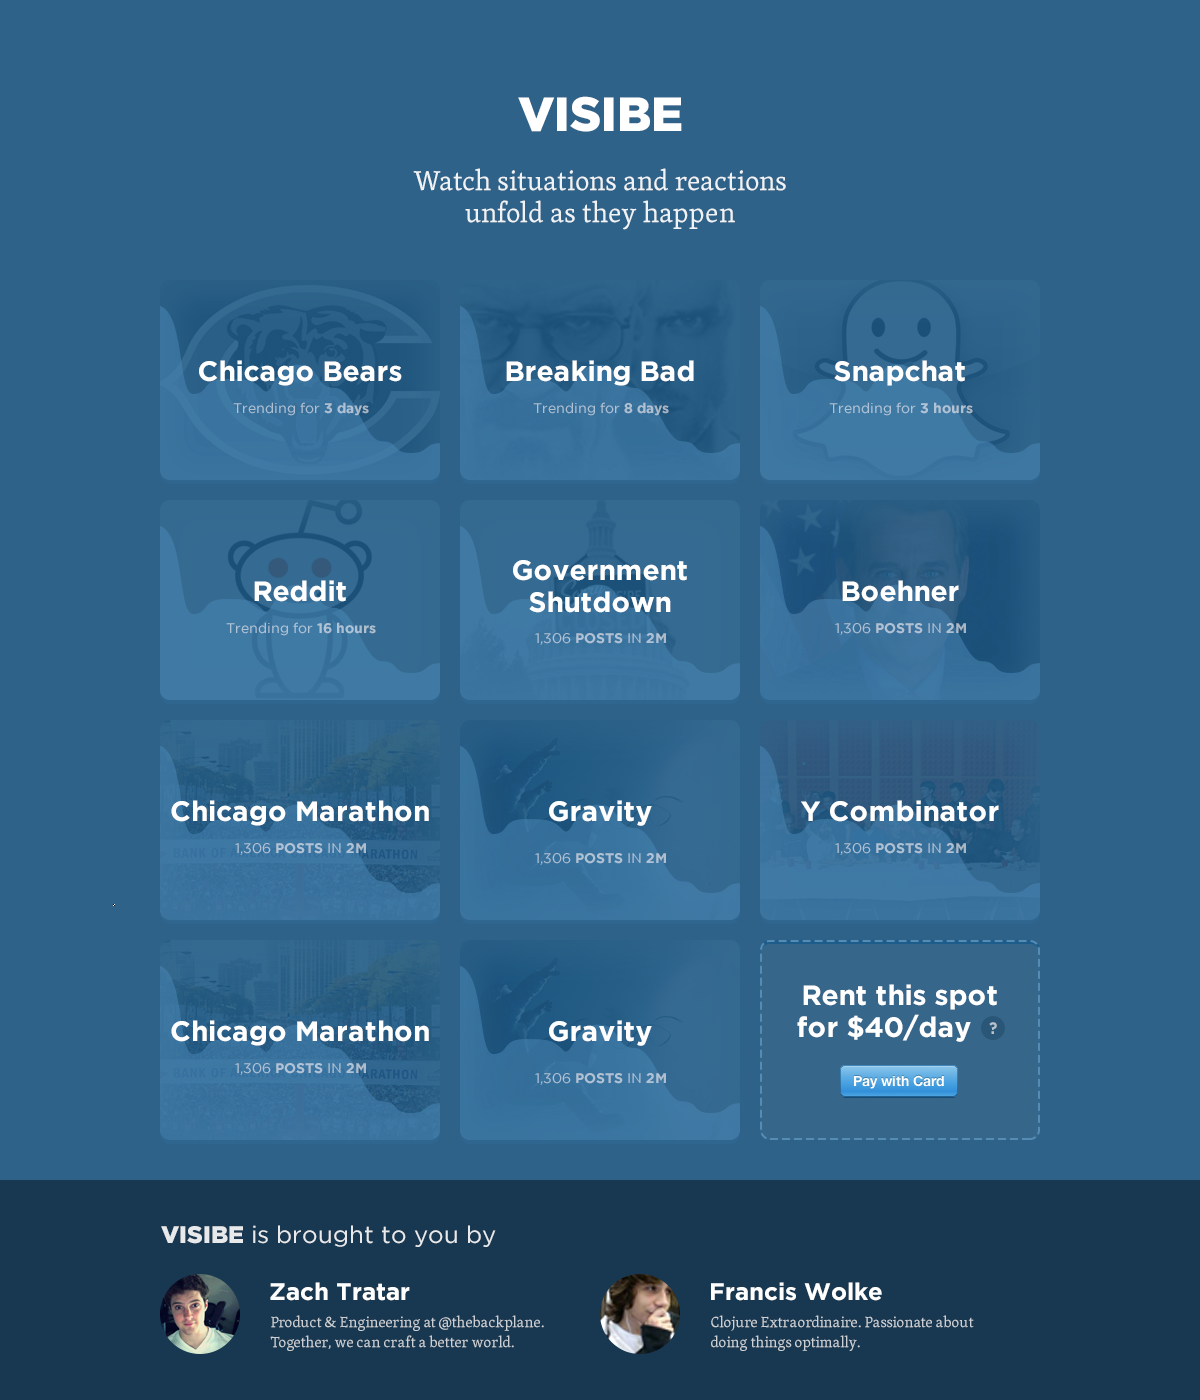 VISIBE
Watch situations and reactions
unfold as they happen
Chicago Bears
Trending for 3 days
Breaking Bad
Trending for 8 days
Snapchat
Trending for 3 hours
Reddit
Trending for 16 hours
Government
Shutdown
1,306 POSTS IN 2M
Boehner
1,306 POSTS IN 2M
Chicago Marathon
1,306 POSTS IN 2M
Gravity
1,306 POSTS IN 2M
Y Combinator
1,306 POSTS IN 2M
Chicago Marathon
1,306 POSTS IN 2M
Gravity
1,306 POSTS IN 2M
Rent this spot
for $40/day ?
Pay with Card
VISIBE is brought to you by
Zach Tratar
Product & Engineering at @thebackplane.
Together, we can craft a better world.
Francis Wolke
Clojure Extraordinaire. Passionate about
doing things optimally.